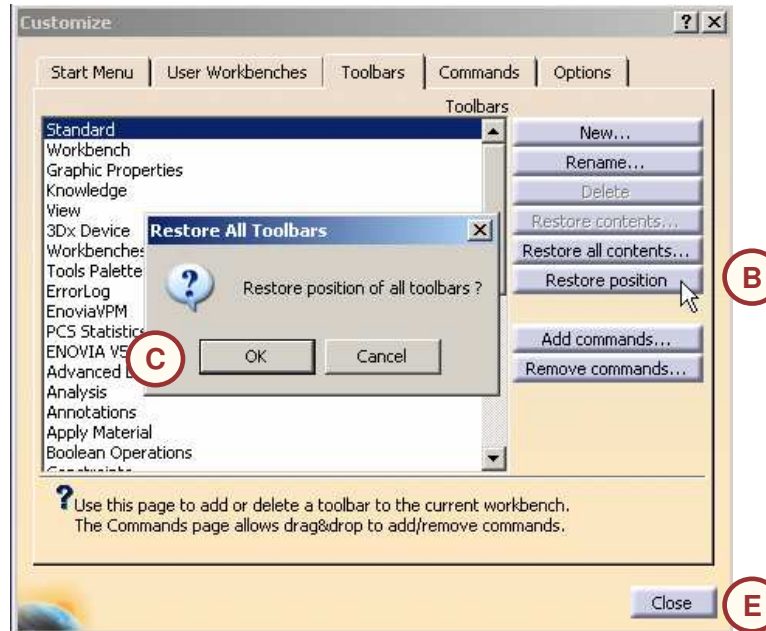 Customize
Start Menu
User Workbenches
Toolbars
Commands
Options
Toolbars
Standard
Workbench
Graphic Properties
Knowledge
View
3Dx Device
Workbenches
Tools Palette
ErrorLog
EnoviaVPM
PCS Statistics
ENOVIA V5
Advanced
Analysis
Annotations
Apply Material
Boolean Operations
New...
Rename...
Delete
Restore contents...
Restore all contents...
Restore position
B
Add commands...
Remove commands...
Restore All Toolbars
Restore position of all toolbars ?
C
OK
Cancel
Use this page to add or delete a toolbar to the current workbench.
The Commands page allows drag&drop to add/remove commands.
Close
E